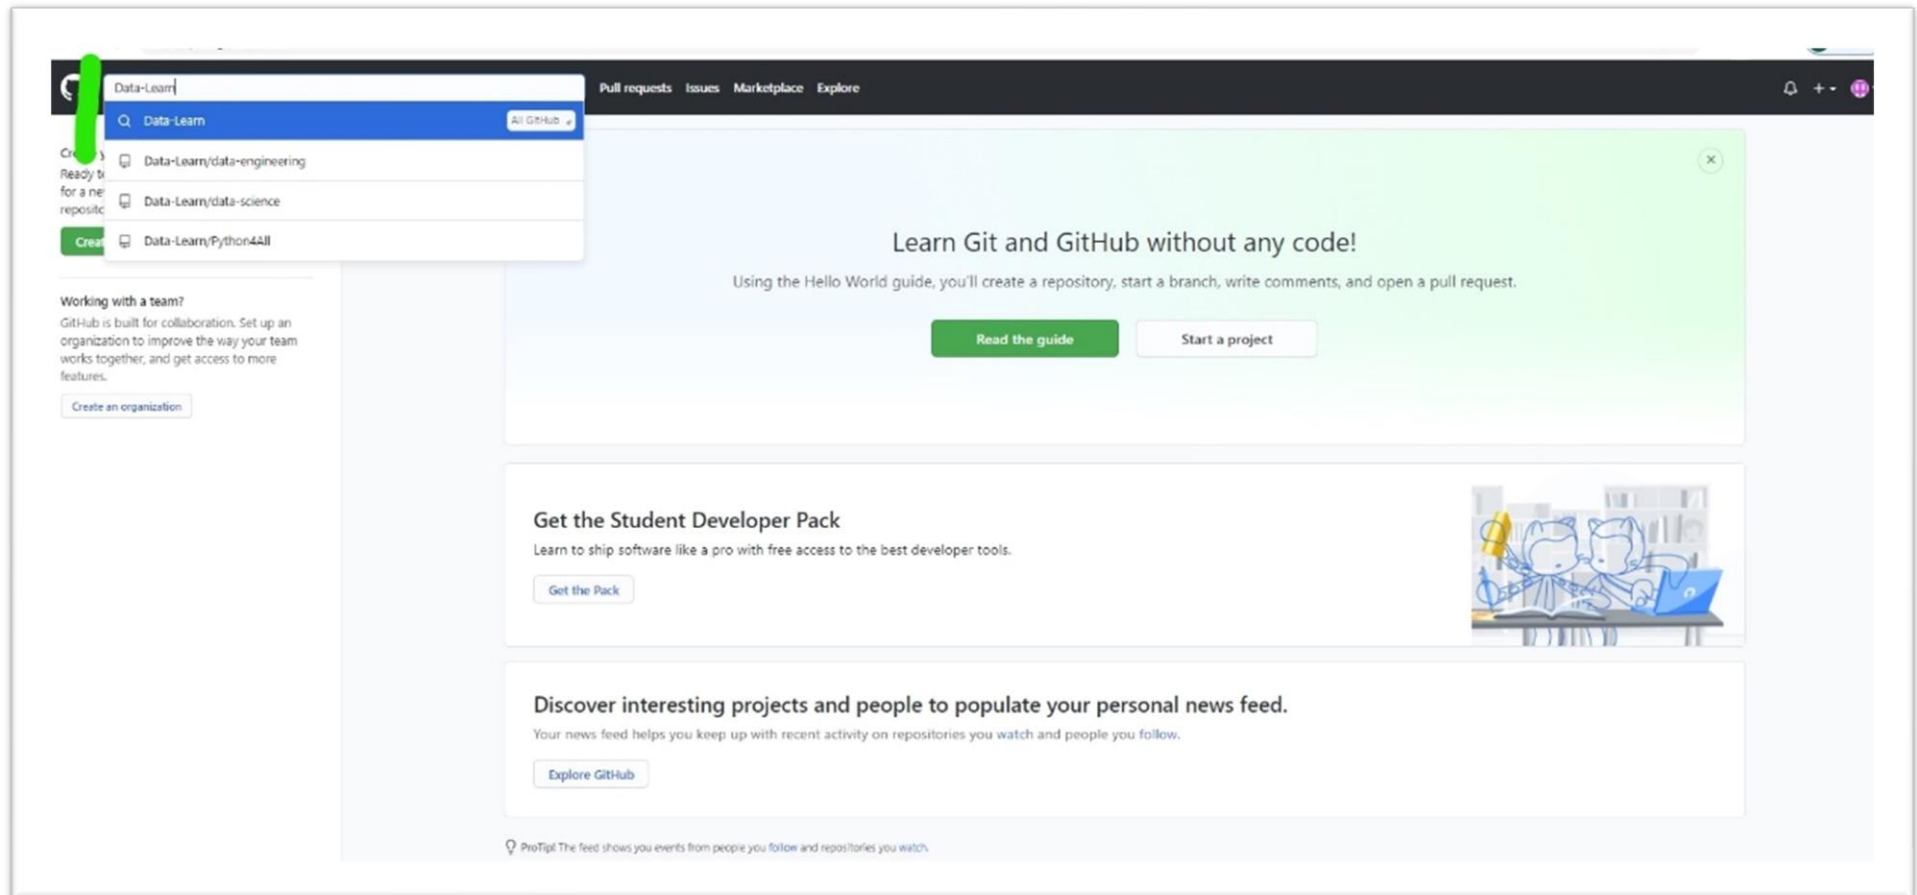 Data-Learn
Pull requests Issues Marketplace Explore
Data-Learn All GitHub
Data-Learn/data-engineering
Data-Learn/data-science
Data-Learn/Python4All
Ready
for a
Working with a team?
GitHub is built for collaboration. Set up an
organization to improve the way your team
works together, and get access to more
features.
Create an organization
Learn Git and GitHub without any code!
Using the Hello World guide, you'll create a repository, start a branch, write comments, and open a pull request.
Read the guide
Start a project
Get the Student Developer Pack
Learn to ship software like a pro with free access to the best developer tools.
Get the Pack
Discover interesting projects and people to populate your personal news feed.
Your news feed helps you keep up with recent activity on repositories you watch and people you follow.
Explore GitHub
ProTip! The feed shows you events from people you follow and repositories you watch.